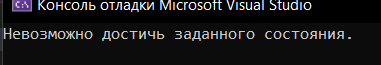 Консоль отладки Microsoft Visual Studio
Невозможно достичь заданного состояния.